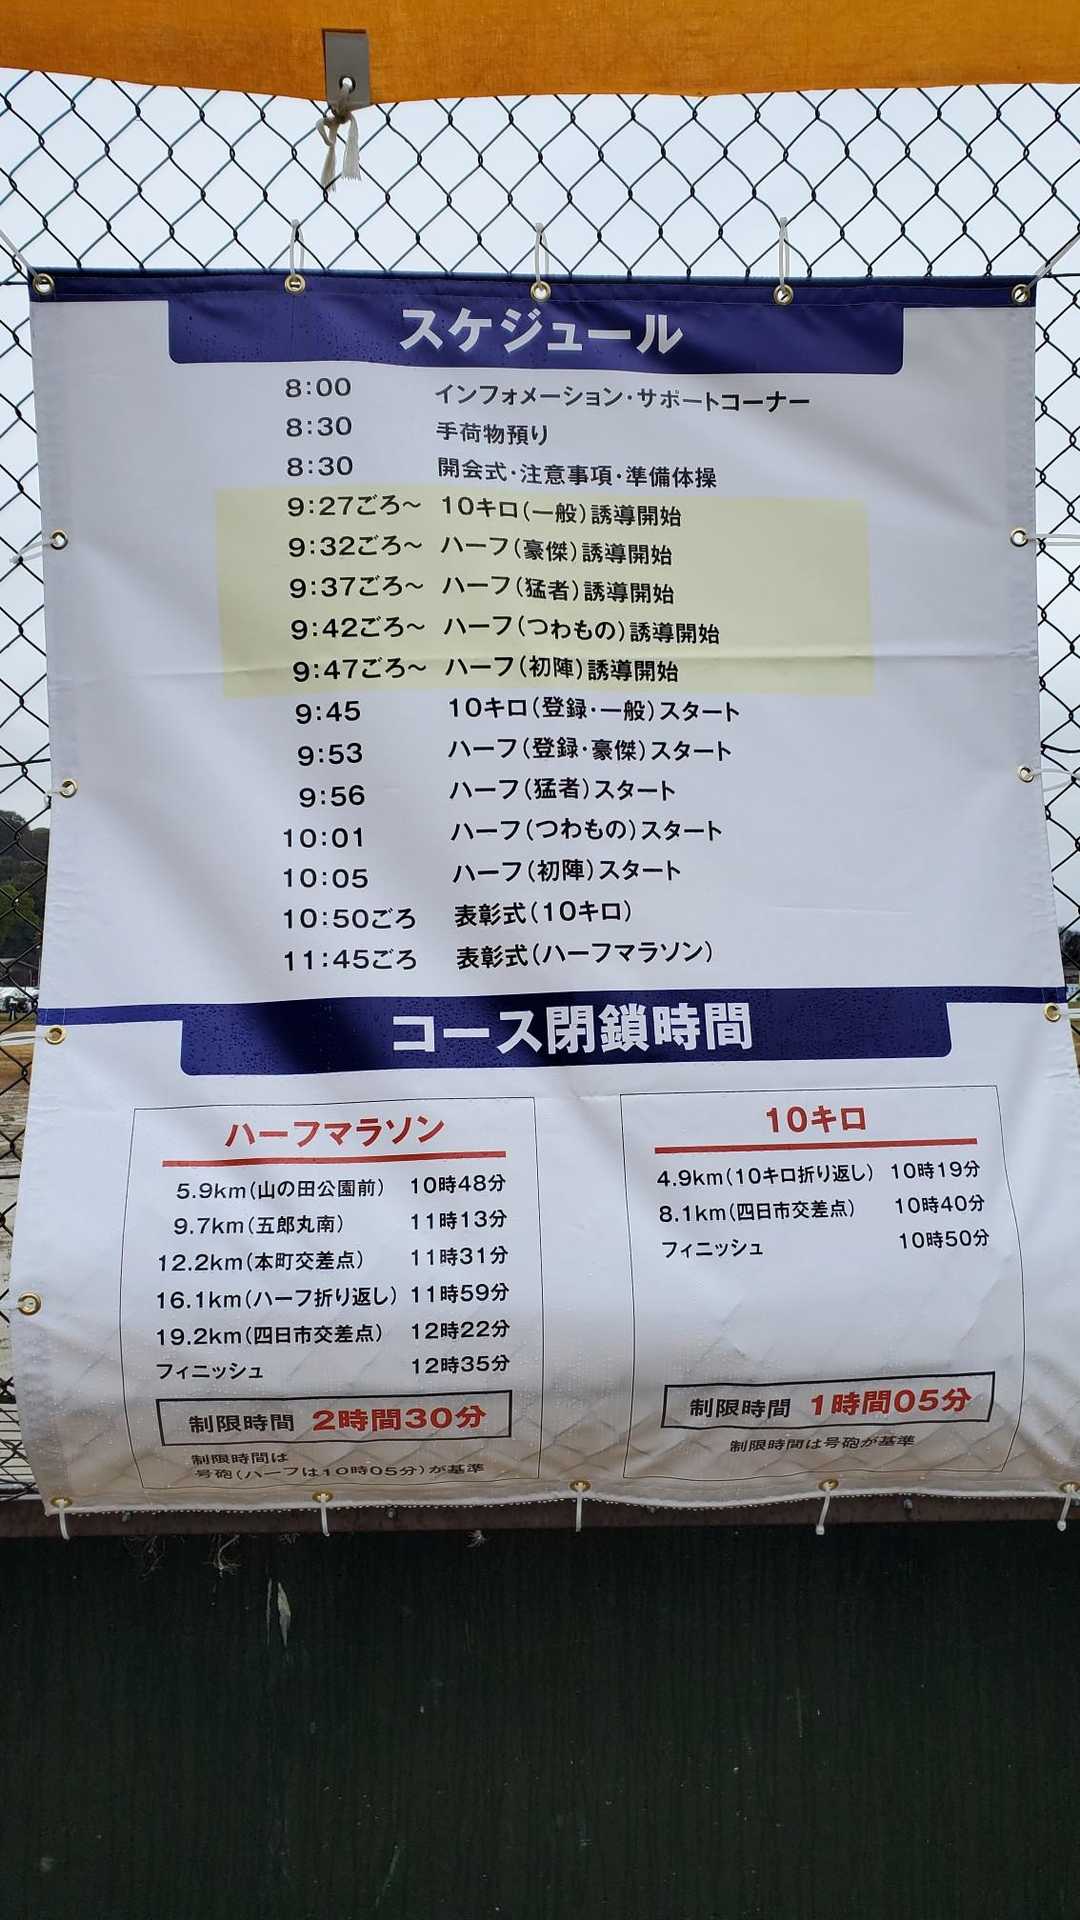 スケジュール
8:00 インフォメーション・サポートコーナー
8:30 手荷物預り
8:30 開会式・注意事項・準備体操
9:27ごろ～ 10キロ(一般)誘導開始
9:32ごろ～ ハーフ(豪傑)誘導開始
9:37ごろ～ ハーフ(猛者)誘導開始
9:42ごろ～ ハーフ(つわもの)誘導開始
9:47ごろ～ ハーフ(初陣)誘導開始
9:45 10キロ(登録・一般)スタート
9:53 ハーフ(登録・豪傑)スタート
9:56 ハーフ(猛者)スタート
10:01 ハーフ(つわもの)スタート
10:05 ハーフ(初陣)スタート
10:50ごろ 表彰式(10キロ)
11:45ごろ 表彰式(ハーフマラソン)
コース閉鎖時間
ハーフマラソン
5.9km(山の田公園前) 10時48分
9.7km(五郎丸南) 11時13分
12.2km(本町交差点) 11時31分
16.1km(ハーフ折り返し) 11時59分
19.2km(四日市交差点) 12時22分
フィニッシュ 12時35分
制限時間 2時間30分
制限時間は
号砲(ハーフは10時05分)が基準
10キロ
4.9km(10キロ折り返し) 10時19分
8.1km(四日市交差点) 10時40分
フィニッシュ 10時50分
制限時間 1時間05分
制限時間は号砲が基準